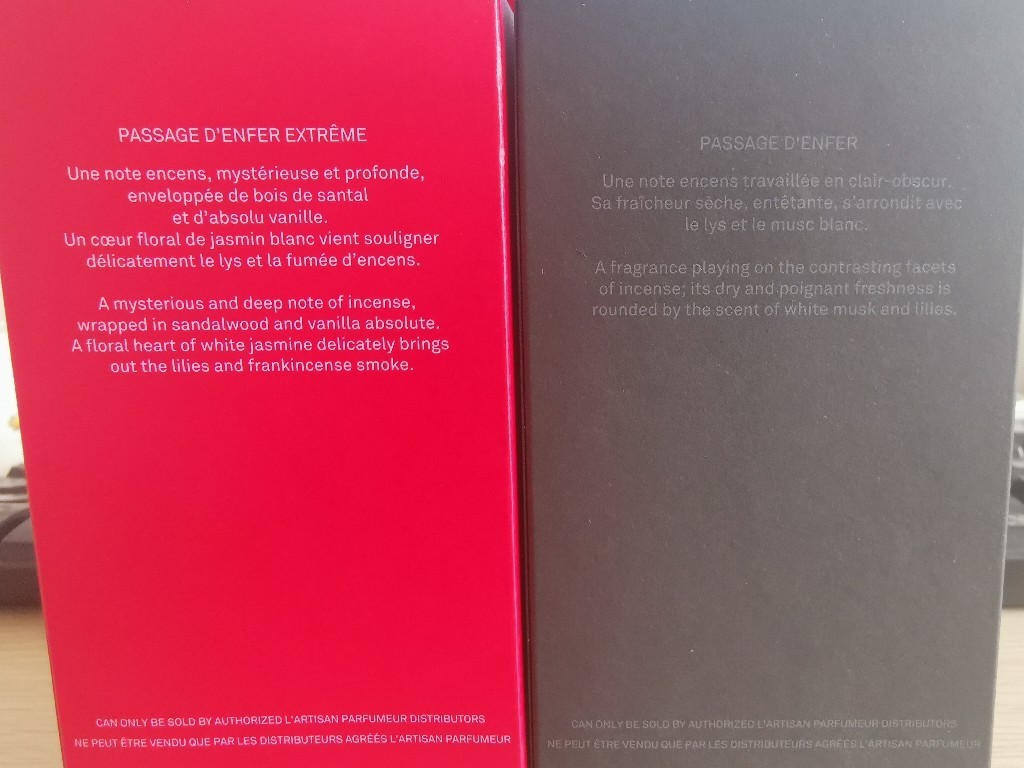 PASSAGE D'ENFER EXTRÊME
Une note encens, mystérieuse et profonde,
enveloppée de bois de santal
et d'absolu vanille.
Un cœur floral de jasmin blanc vient souligner
délicatement le lys et la fumée d'encens.
A mysterious and deep note of incense,
wrapped in sandalwood and vanilla absolute.
A floral heart of white jasmine delicately brings
out the lilies and frankincense smoke.
CAN ONLY BE SOLD BY AUTHORIZED L'ARTISAN PARFUMEUR DISTRIBUTORS
NE PEUT ÊTRE VENDU QUE PAR LES DISTRIBUTEURS AGRÉÉS L'ARTISAN PARFUMEUR
PASSAGE D'ENFER
Une note encens travaillée en clair-obscur.
Sa fraîcheur sèche, entêtante, s'arrondit avec
le lys et le musc blanc.
A fragrance playing on the contrasting facets
of incense; its dry and poignant freshness is
rounded by the scent of white musk and lilies.
CAN ONLY BE SOLD BY AUTHORIZED L'ARTISAN PARFUMEUR DISTRIBUTORS
NE PEUT ÊTRE VENDU QUE PAR LES DISTRIBUTEURS AGRÉÉS L'ARTISAN PARFUMEUR